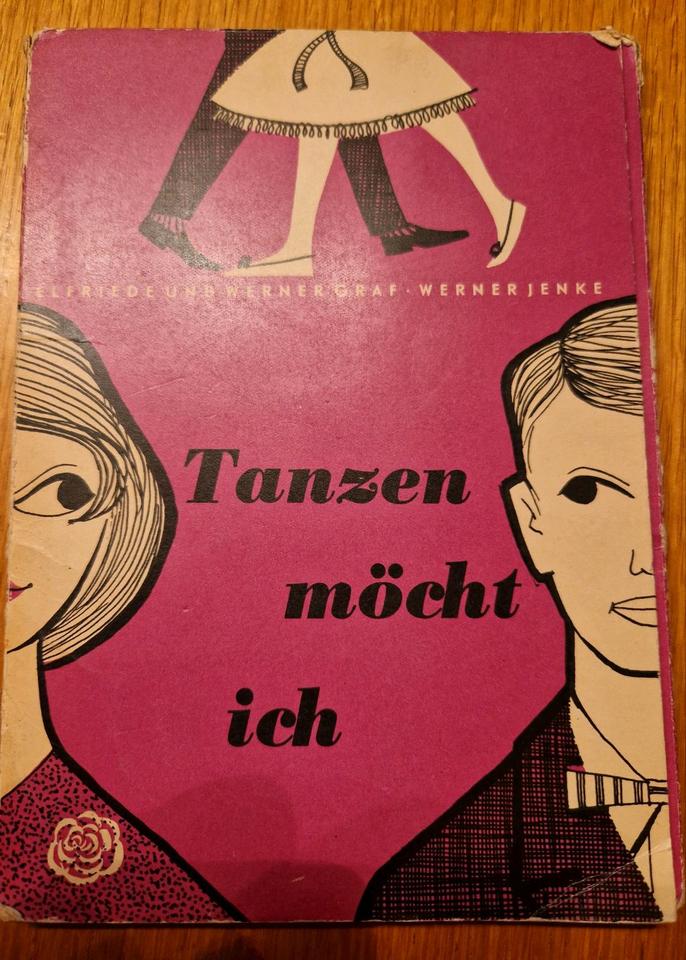 ELFRIEDE UND WERNER GRAF · WERNER JENKE
Tanzen
möcht
ich